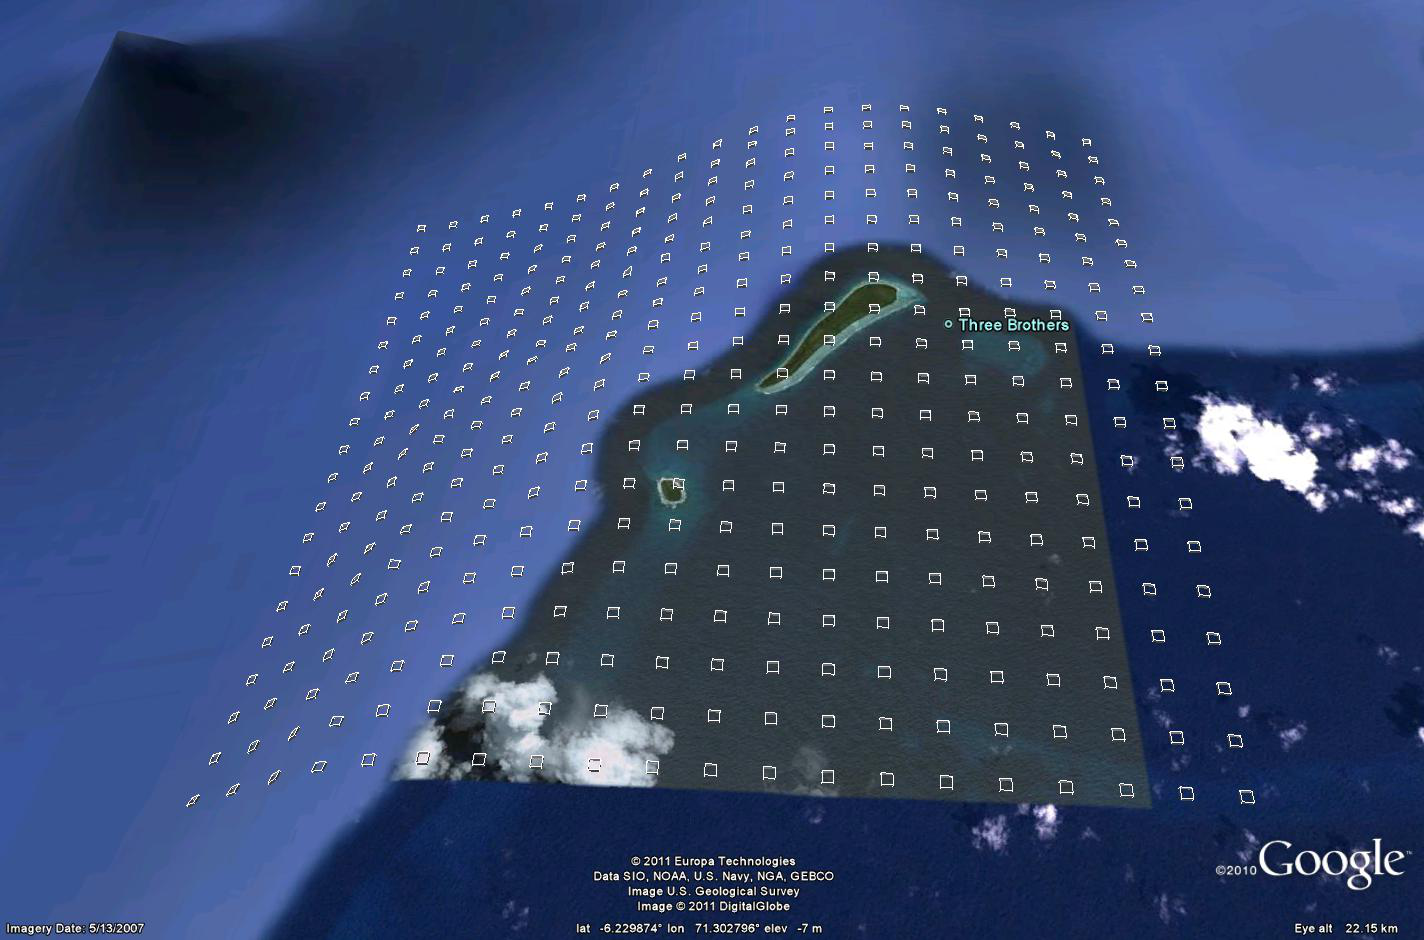 Three Brothers
© 2011 Europa Technologies
Data SIO, NOAA, U.S. Navy, NGA, GEBCO
Image U.S. Geological Survey
Image © 2011 DigitalGlobe
©2010 Google™
Imagery Date: 5/13/2007
lat -6.229874° lon 71.302796° elev -7 m
Eye alt 22.15 km